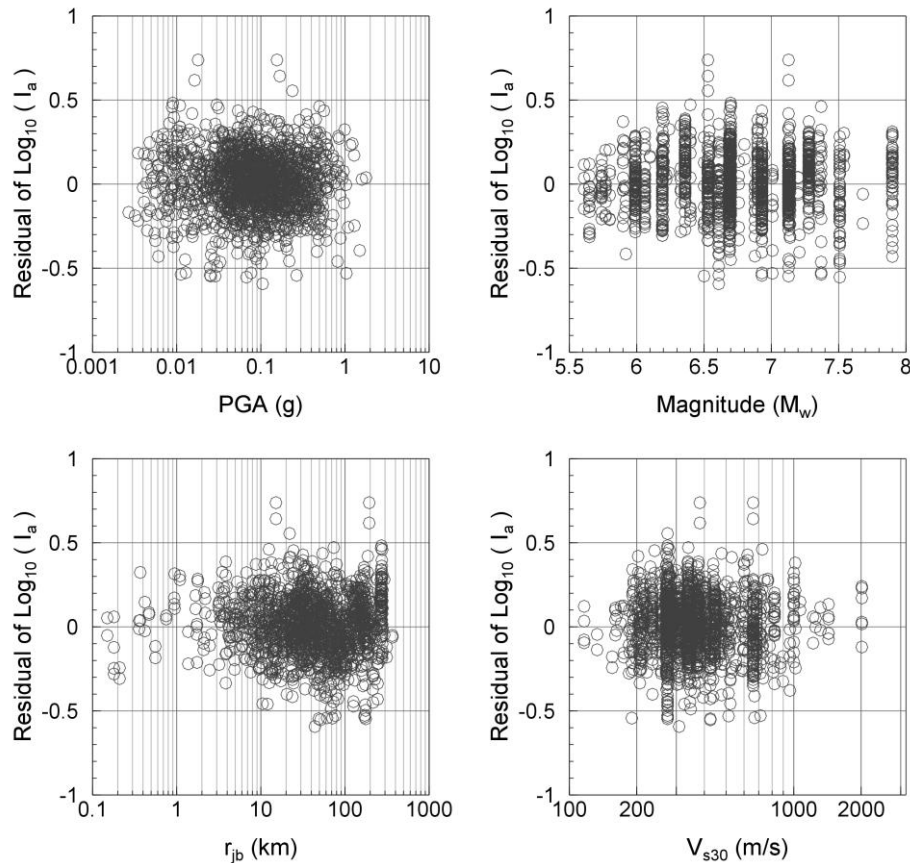 Residual of Log10 ( Ia )
1
0.5
0
-0.5
-1
0.001 0.01 0.1 1 10
PGA (g)
Residual of Log10 ( Ia )
1
0.5
0
-0.5
-1
5.5 6 6.5 7 7.5 8
Magnitude (Mw)
Residual of Log10 ( Ia )
1
0.5
0
-0.5
-1
0.1 1 10 100 1000
rjb (km)
Residual of Log10 ( Ia )
1
0.5
0
-0.5
-1
100 200 1000 2000
Vs30 (m/s)